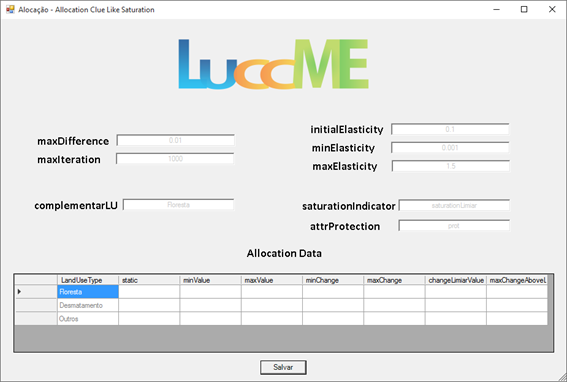 Alocação - Allocation Clue Like Saturation
LuccME
maxDifference 0.01
maxIteration 1000
initialElasticity 0.1
minElasticity 0.001
maxElasticity 1.5
complementarLU Floresta
saturationIndicator saturationLimiar
attrProtection prot
Allocation Data
LandUseType static minValue maxValue minChange maxChange changeLimiarValue maxChangeAboveL
Floresta
Desmatamento
Outros
Salvar